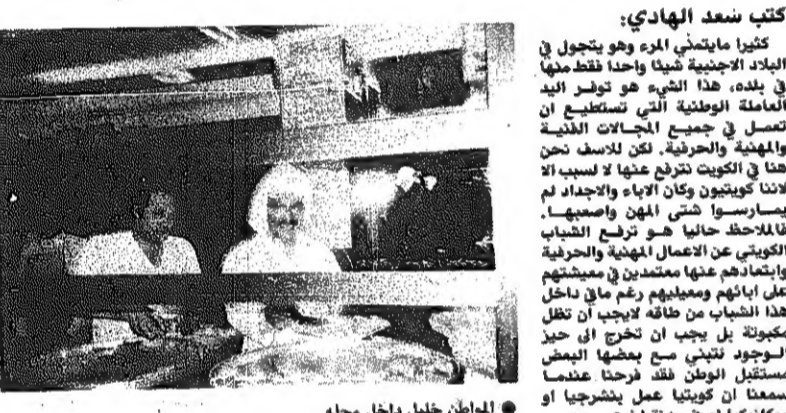 كتب سعد الهادي:
كثيرا مايتمنى المرء وهو يتجول في
البلاد الاجنبية شيئا واحدا فقط منها
في بلده، هذا الشيء هو توفر اليد
العاملة الوطنية التي تستطيع ان
تعمل في جميع المجالات الفنية
والمهنية والحرفية، لكن للاسف نحن
هنا في الكويت نترفع عنها لا لسبب الا
لاننا كويتيون وكان الاباء والاجداد لم
يمارسوا شتى المهن واصعبها.
فالملاحظ حاليا هو ترفع الشباب
الكويتي عن الاعمال المهنية والحرفية
وابتعادهم عنها معتمدين في معيشتهم
على ابائهم ومعيليهم رغم مافي داخل
هذا الشباب من طاقه لايجب أن تظل
مكبوتة بل يجب ان تخرج الى حيز
الوجود لتبني مع بعضها البعض
مستقبل الوطن فقد فرحنا عندما
سمعنا ان كويتيا عمل بنشرجيا او
المواطن خليل داخل محله